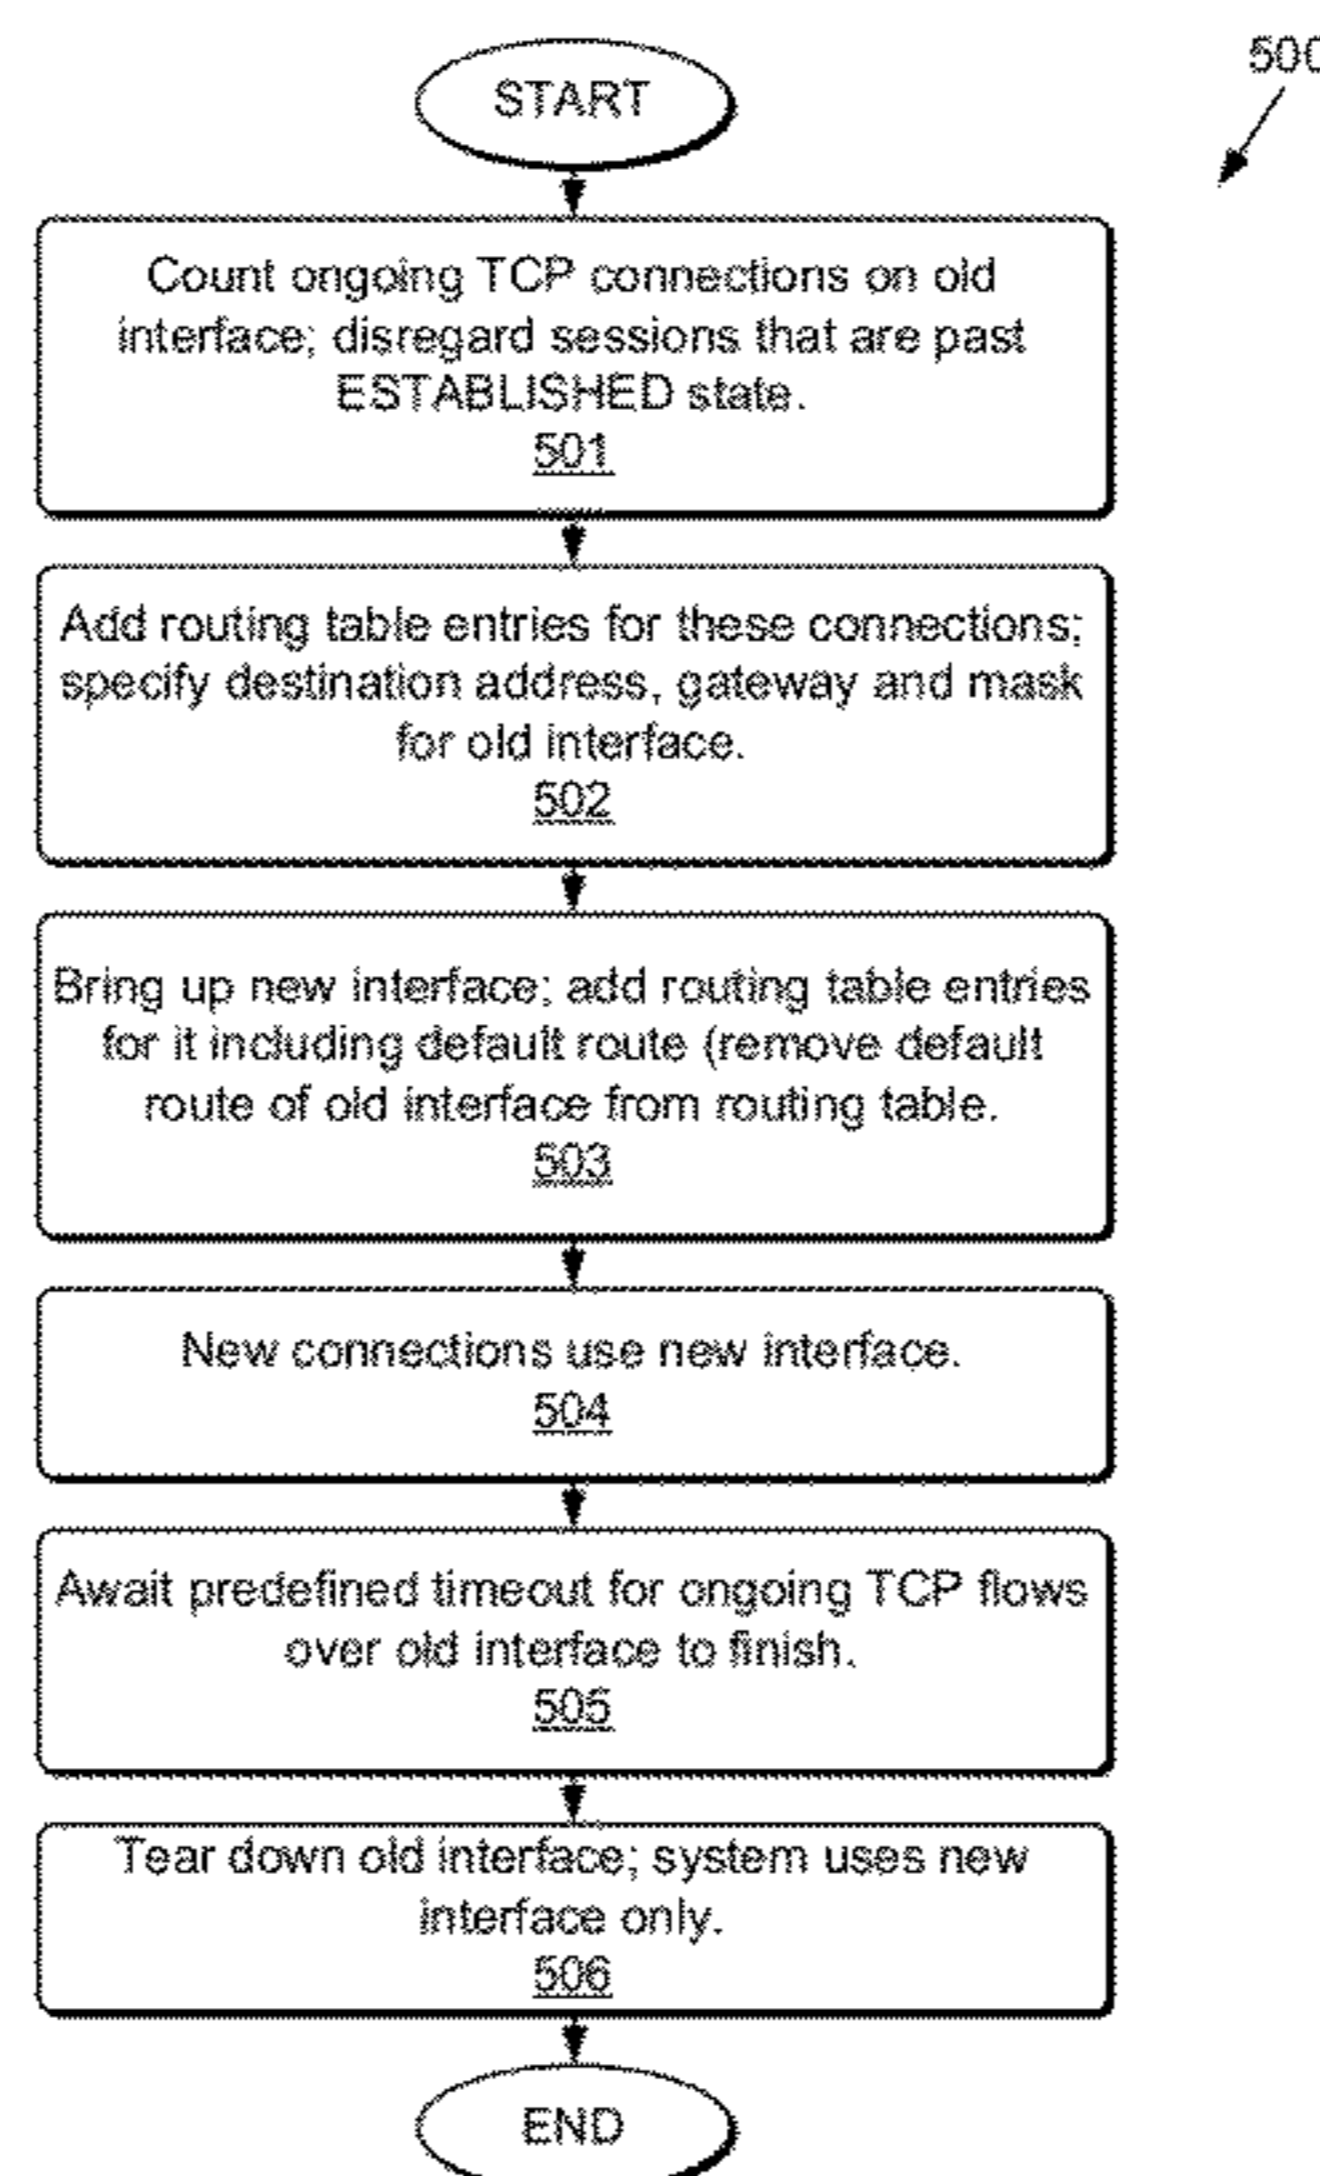 START
500
Count ongoing TCP connections on old
interface; disregard sessions that are past
ESTABLISHED state.
501
Add routing table entries for these connections;
specify destination address, gateway and mask
for old interface.
502
Bring up new interface; add routing table entries
for it including default route (remove default
route of old interface from routing table.
503
New connections use new interface.
504
Await predefined timeout for ongoing TCP flows
over old interface to finish.
505
Tear down old interface; system uses new
interface only.
506
END